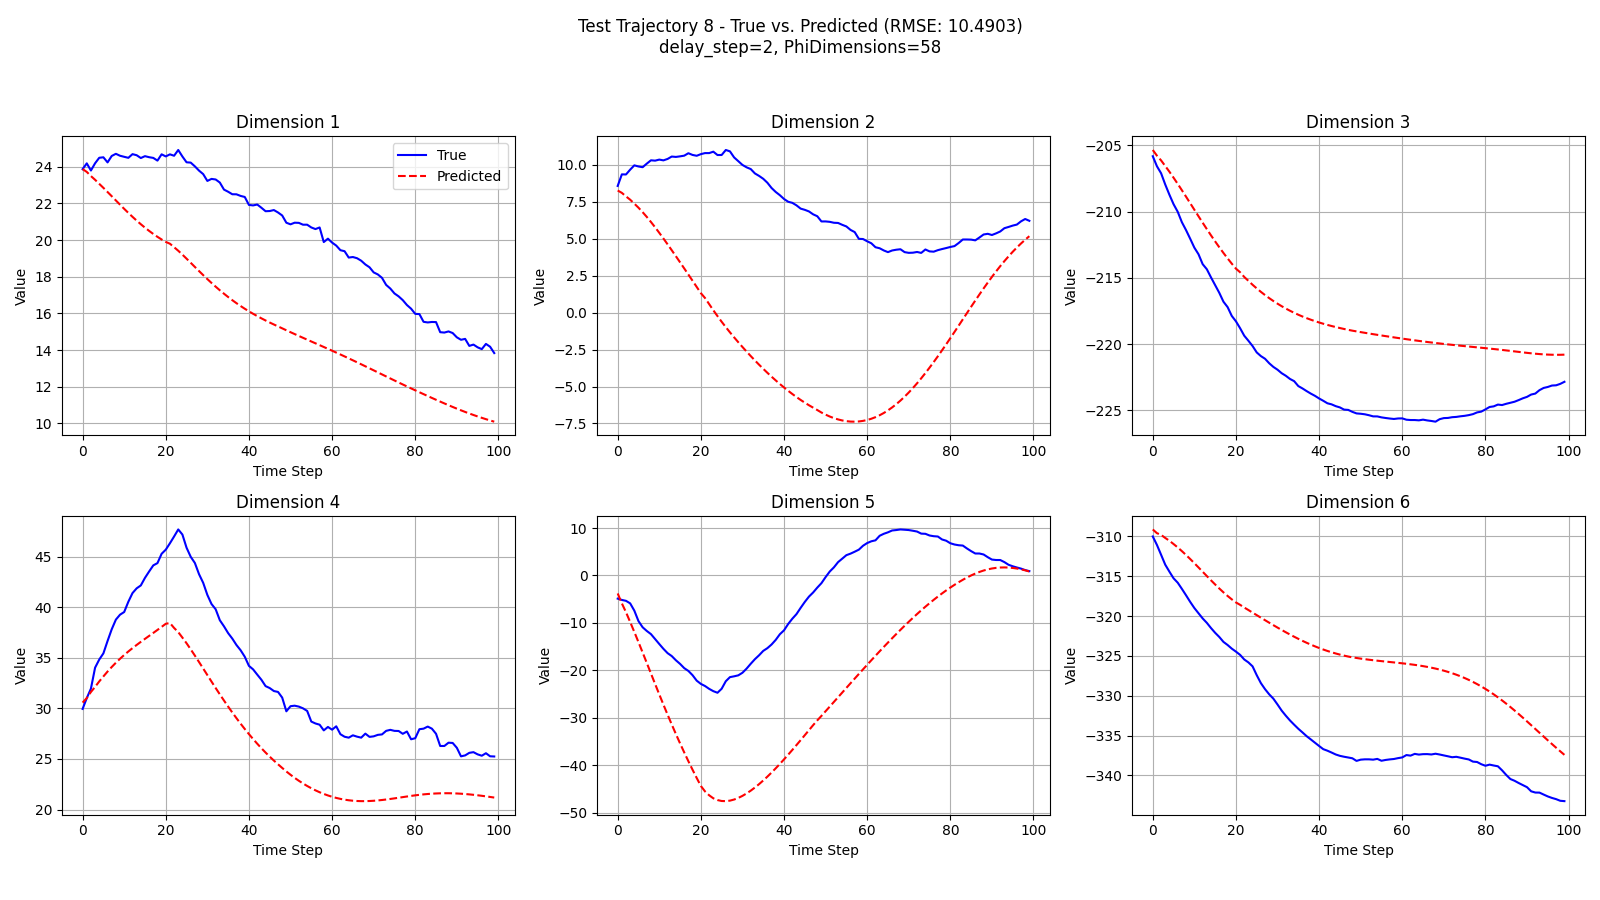 Test Trajectory 8 - True vs. Predicted (RMSE: 10.4903)
delay_step=2, PhiDimensions=58
Dimension 1
Value
24
22
20
18
16
14
12
10
True
Predicted
0 20 40 60 80 100
Time Step
Dimension 2
Value
10.0
7.5
5.0
2.5
0.0
−2.5
−5.0
−7.5
0 20 40 60 80 100
Time Step
Dimension 3
Value
−205
−210
−215
−220
−225
0 20 40 60 80 100
Time Step
Dimension 4
Value
45
40
35
30
25
20
0 20 40 60 80 100
Time Step
Dimension 5
Value
10
0
−10
−20
−30
−40
−50
0 20 40 60 80 100
Time Step
Dimension 6
Value
−310
−315
−320
−325
−330
−335
−340
0 20 40 60 80 100
Time Step